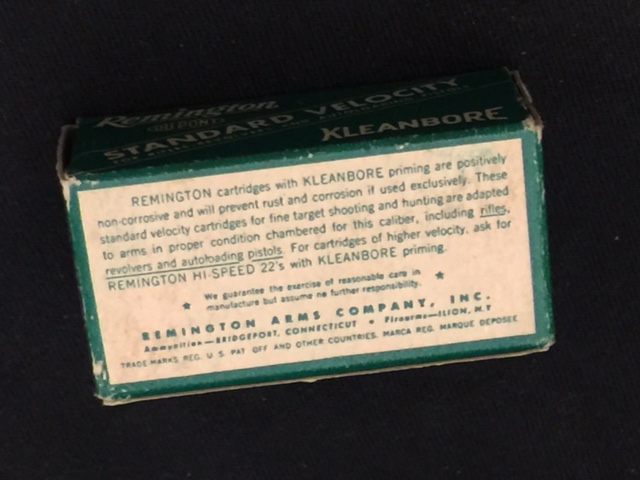 Remington
DU PONT
STANDARD VELOCITY
KLEANBORE
REMINGTON cartridges with KLEANBORE priming are positively
non-corrosive and will prevent rust and corrosion if used exclusively. These
standard velocity cartridges for fine target shooting and hunting are adapted
to arms in proper condition chambered for this caliber, including rifles,
revolvers and autoloading pistols. For cartridges of higher velocity, ask for
REMINGTON HI-SPEED 22's with KLEANBORE priming.
★ We guarantee the exercise of reasonable care in ★
manufacture but assume no further responsibility.
REMINGTON ARMS COMPANY, INC.
Ammunition—BRIDGEPORT, CONNECTICUT • Firearms—ILION, N.Y
TRADE-MARKS REG. U S PAT OFF AND OTHER COUNTRIES. MARCA REG. MARQUE DEPOSEE